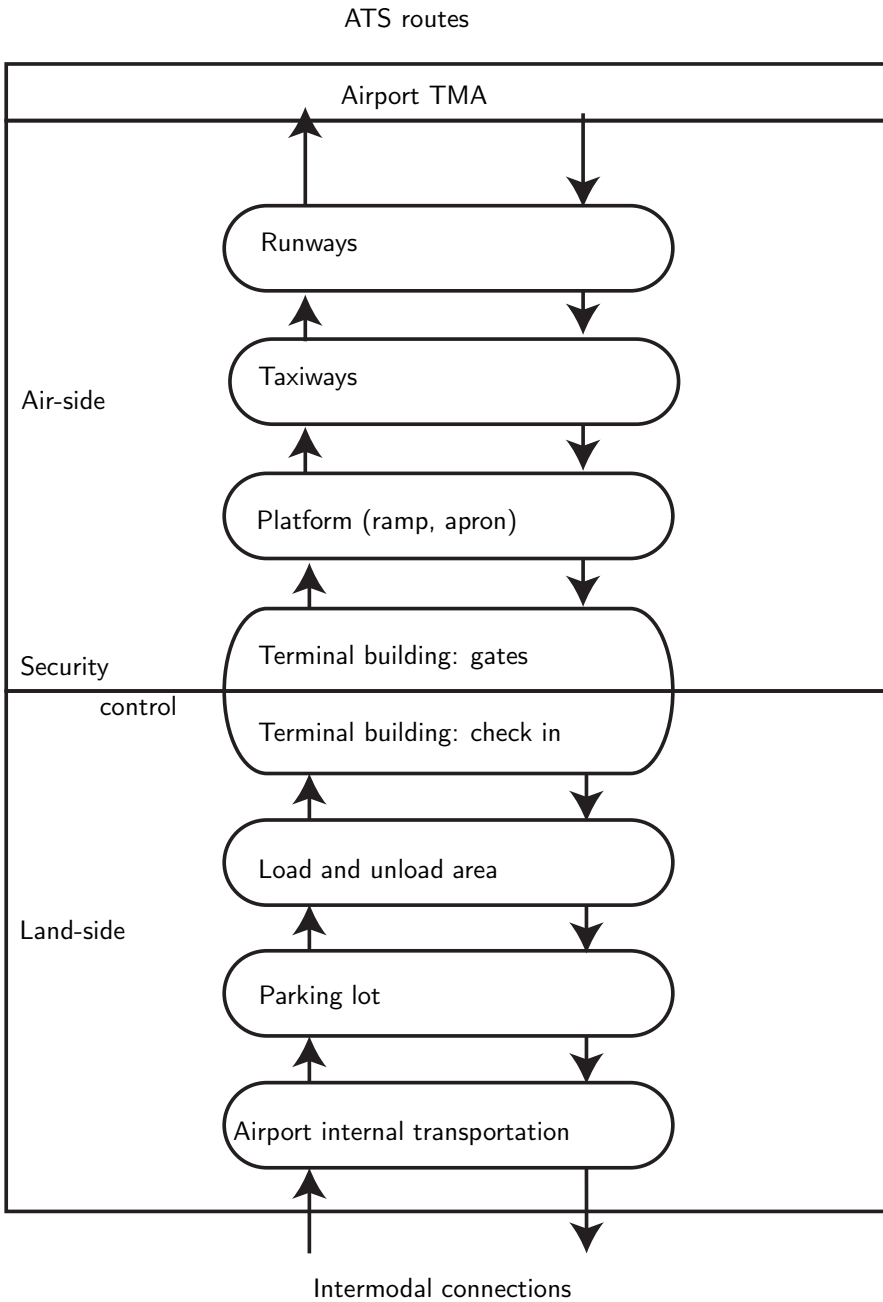 ATS routes
Airport TMA
Runways
Taxiways
Air-side
Platform (ramp, apron)
Terminal building: gates
Security
control
Terminal building: check in
Load and unload area
Land-side
Parking lot
Airport internal transportation
Intermodal connections